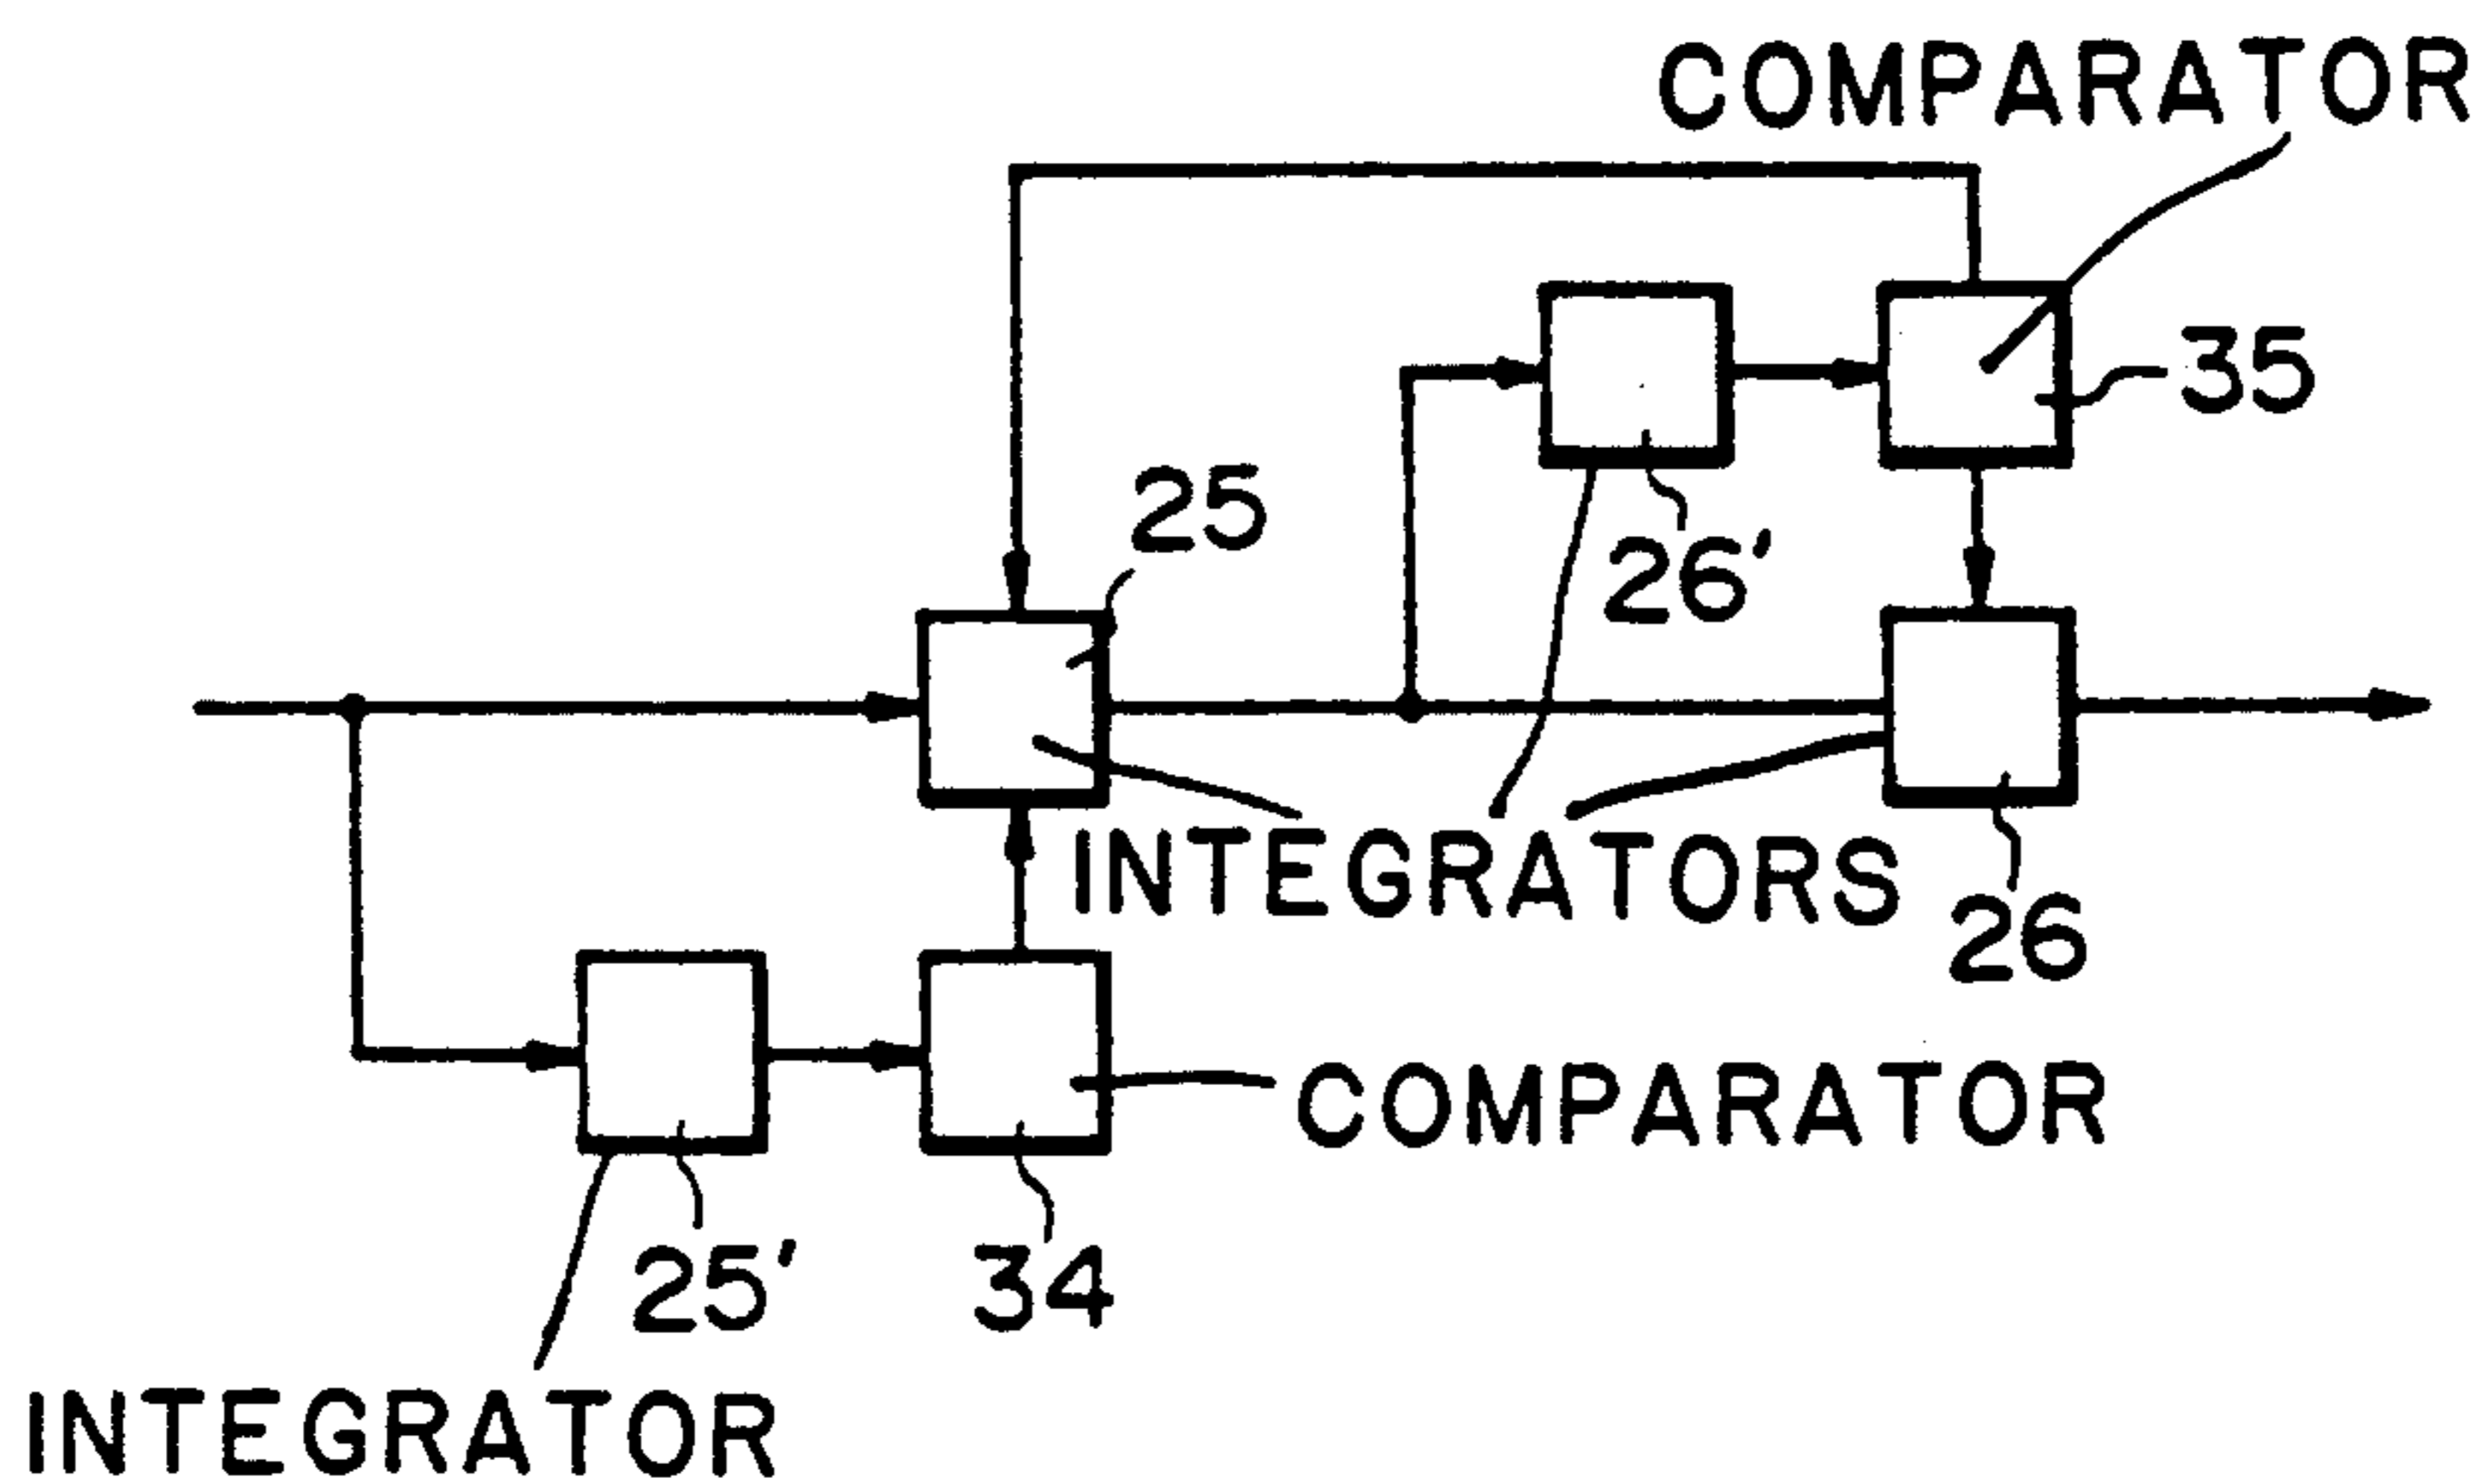 COMPARATOR
35
25
26'
INTEGRATORS
26
COMPARATOR
25'
34
INTEGRATOR